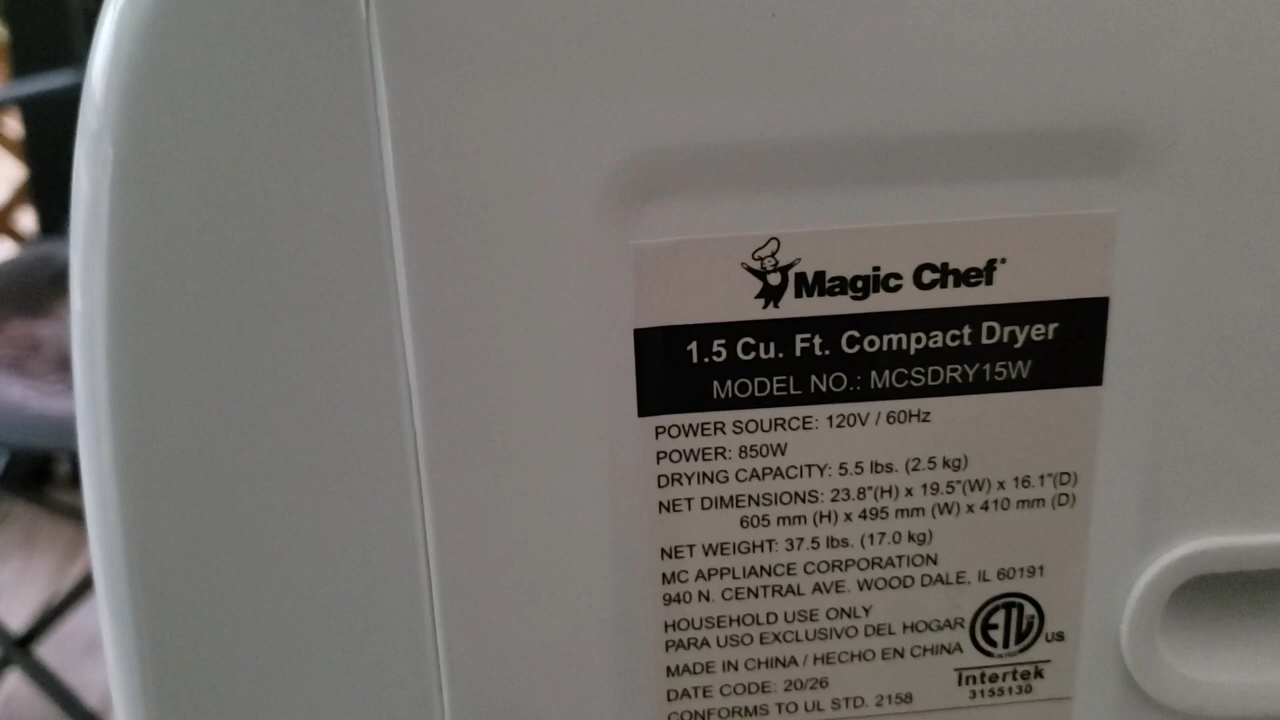 Magic Chef®
1.5 Cu. Ft. Compact Dryer
MODEL NO.: MCSDRY15W
POWER SOURCE: 120V / 60Hz
POWER: 850W
DRYING CAPACITY: 5.5 lbs. (2.5 kg)
NET DIMENSIONS: 23.8"(H) x 19.5"(W) x 16.1"(D)
605 mm (H) x 495 mm (W) x 410 mm (D)
NET WEIGHT: 37.5 lbs. (17.0 kg)
MC APPLIANCE CORPORATION
940 N. CENTRAL AVE. WOOD DALE, IL 60191
HOUSEHOLD USE ONLY
PARA USO EXCLUSIVO DEL HOGAR
MADE IN CHINA / HECHO EN CHINA
DATE CODE: 20/26
CONFORMS TO UL STD. 2158
ETL US
Intertek
3155130